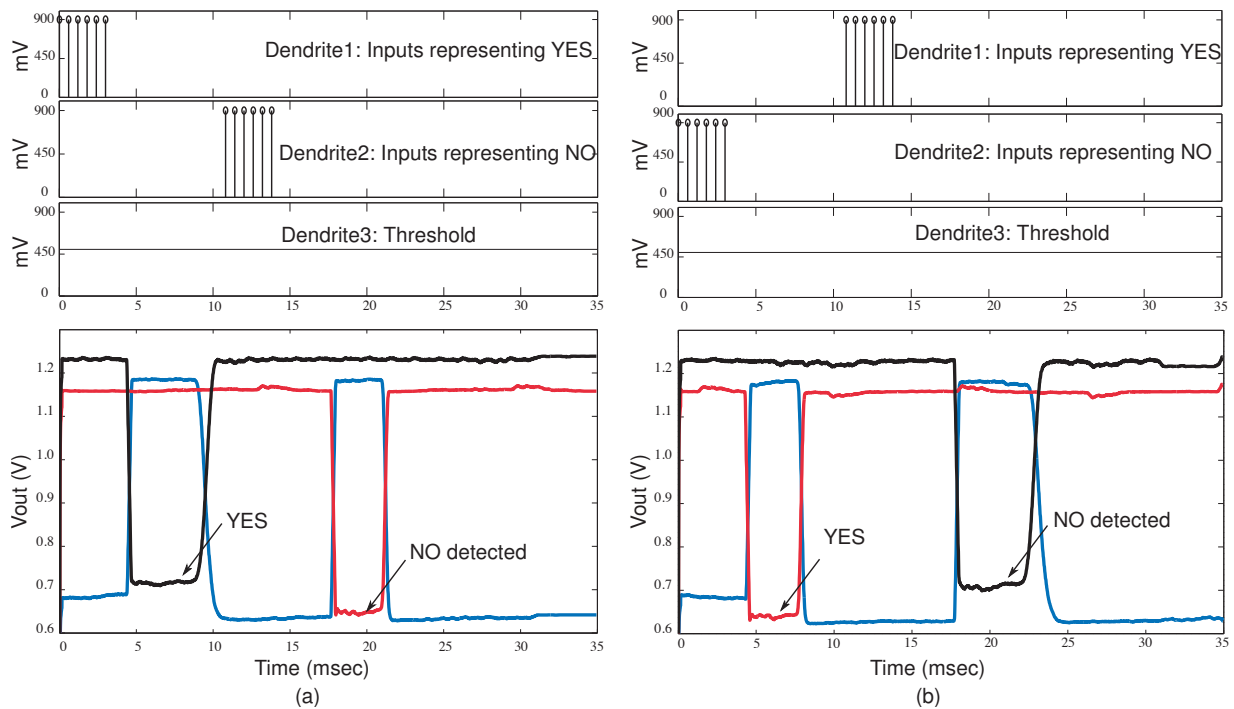 900
450
0
mV
Dendrite1: Inputs representing YES
900
450
0
mV
Dendrite2: Inputs representing NO
900
450
0
mV
Dendrite3: Threshold
0 5 10 15 20 25 30 35
1.2
1.1
1.0
0.9
0.8
0.7
0.6
Vout (V)
YES
NO detected
0 5 10 15 20 25 30 35
Time (msec)
(a)
900
450
0
mV
Dendrite1: Inputs representing YES
900
450
0
mV
Dendrite2: Inputs representing NO
900
450
0
mV
Dendrite3: Threshold
0 5 10 15 20 25 30 35
1.2
1.1
1.0
0.9
0.8
0.7
0.6
Vout (V)
YES
NO detected
0 5 10 15 20 25 30 35
Time (msec)
(b)